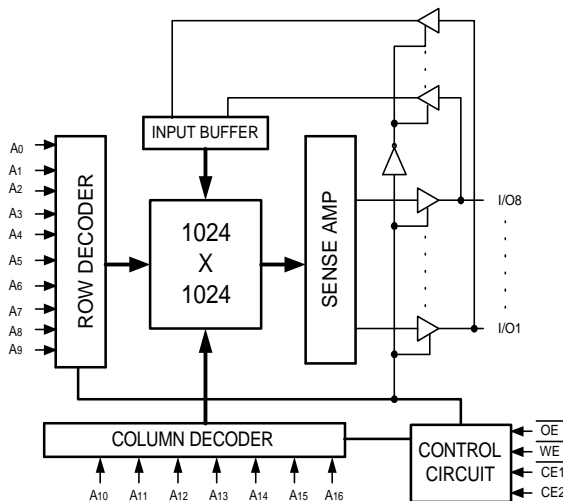 INPUT BUFFER
A0
A1
A2
A3
A4
A5
A6
A7
A8
A9
ROW DECODER
1024
X
1024
SENSE AMP
I/O8
I/O1
COLUMN DECODER
CONTROL
CIRCUIT
OE
WE
CE1
CE2
A10
A11
A12
A13
A14
A15
A16